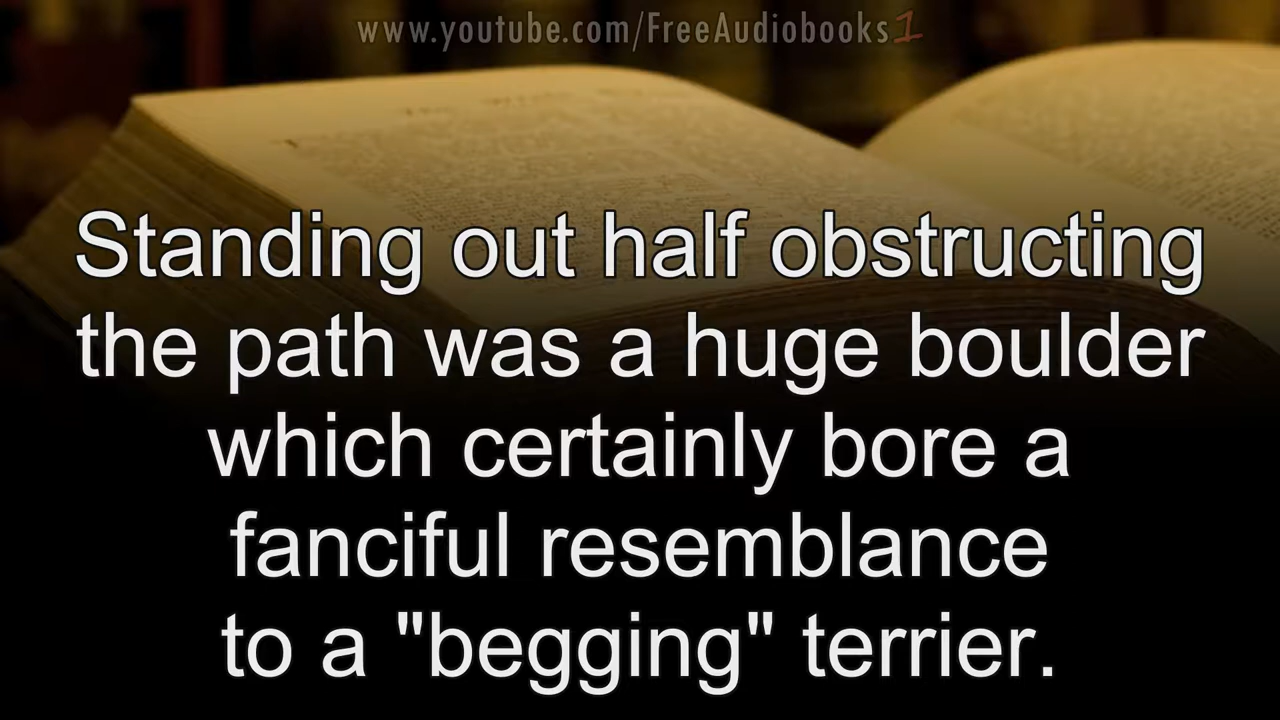 www.youtube.com/FreeAudiobooks1
Standing out half obstructing
the path was a huge boulder
which certainly bore a
fanciful resemblance
to a "begging" terrier.